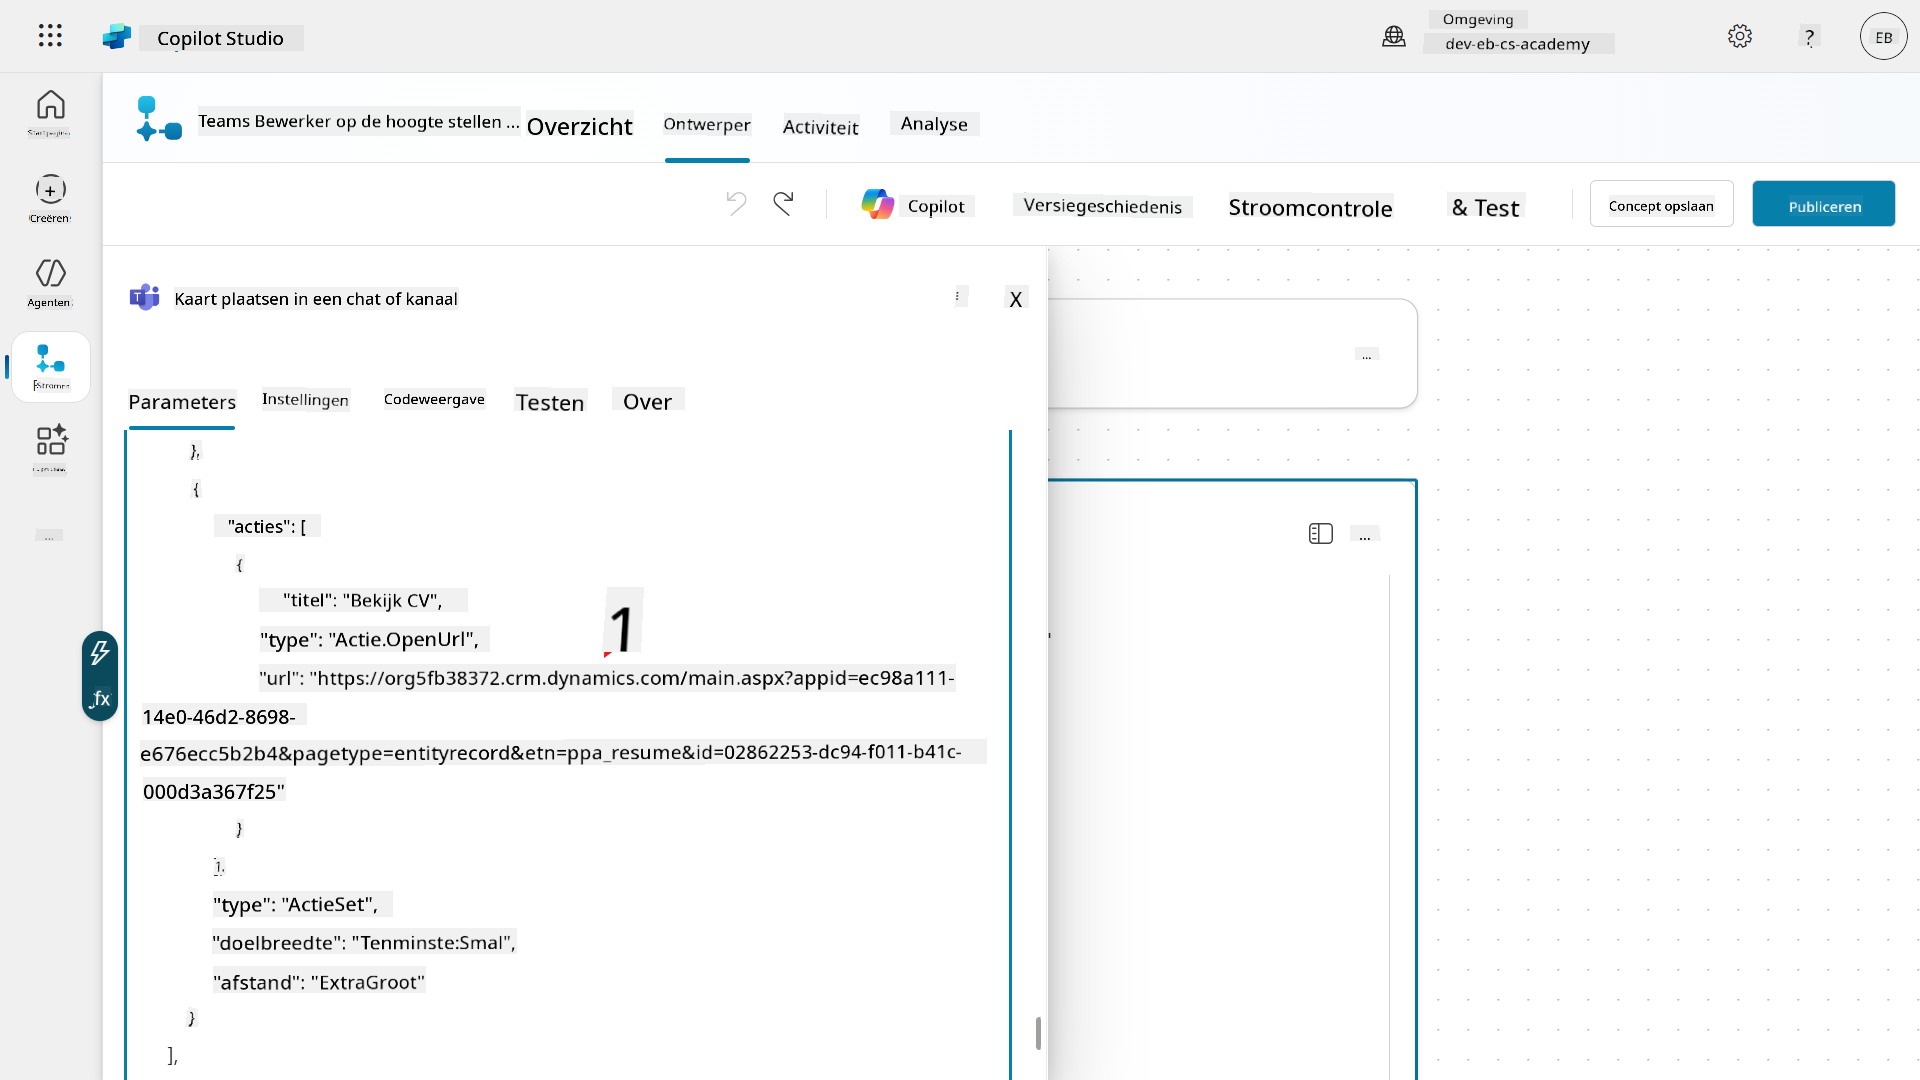 Copilot Studio
Omgeving
dev-eb-cs-academy
?
EB
Startpagina
Teams Bewerker op de hoogte stellen ...
Overzicht
Ontwerper
Activiteit
Analyse
Creëren
Copilot
Versiegeschiedenis
Stroomcontrole
& Test
Concept opslaan
Publiceren
Agenten
Kaart plaatsen in een chat of kanaal
X
...
Stromen
Parameters
Instellingen
Codeweergave
Testen
Over
},
{
"acties": [
...
...
{
"titel": "Bekijk CV",
1
"type": "Actie.OpenUrl",
fx
"url": "https://org5fb38372.crm.dynamics.com/main.aspx?appid=ec98a111-
14e0-46d2-8698-
e676ecc5b2b4&pagetype=entityrecord&etn=ppa_resume&id=02862253-dc94-f011-b41c-
000d3a367f25"
}
"type": "ActieSet",
"doelbreedte": "Tenminste:Smal",
"afstand": "ExtraGroot"
}
],